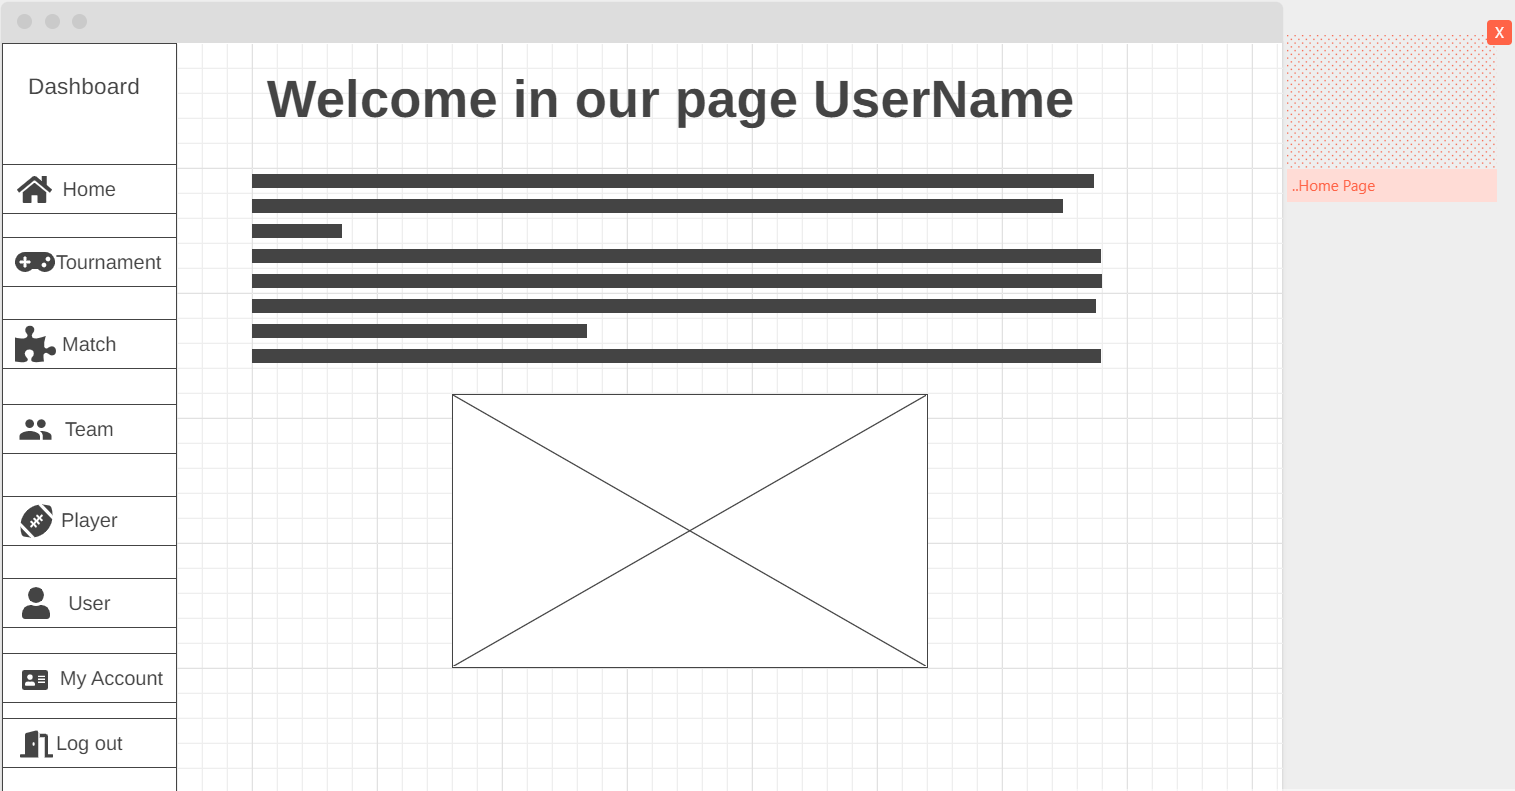 Dashboard
Welcome in our page UserName
Home
Tournament
Match
Team
Player
User
My Account
Log out
X
..Home Page